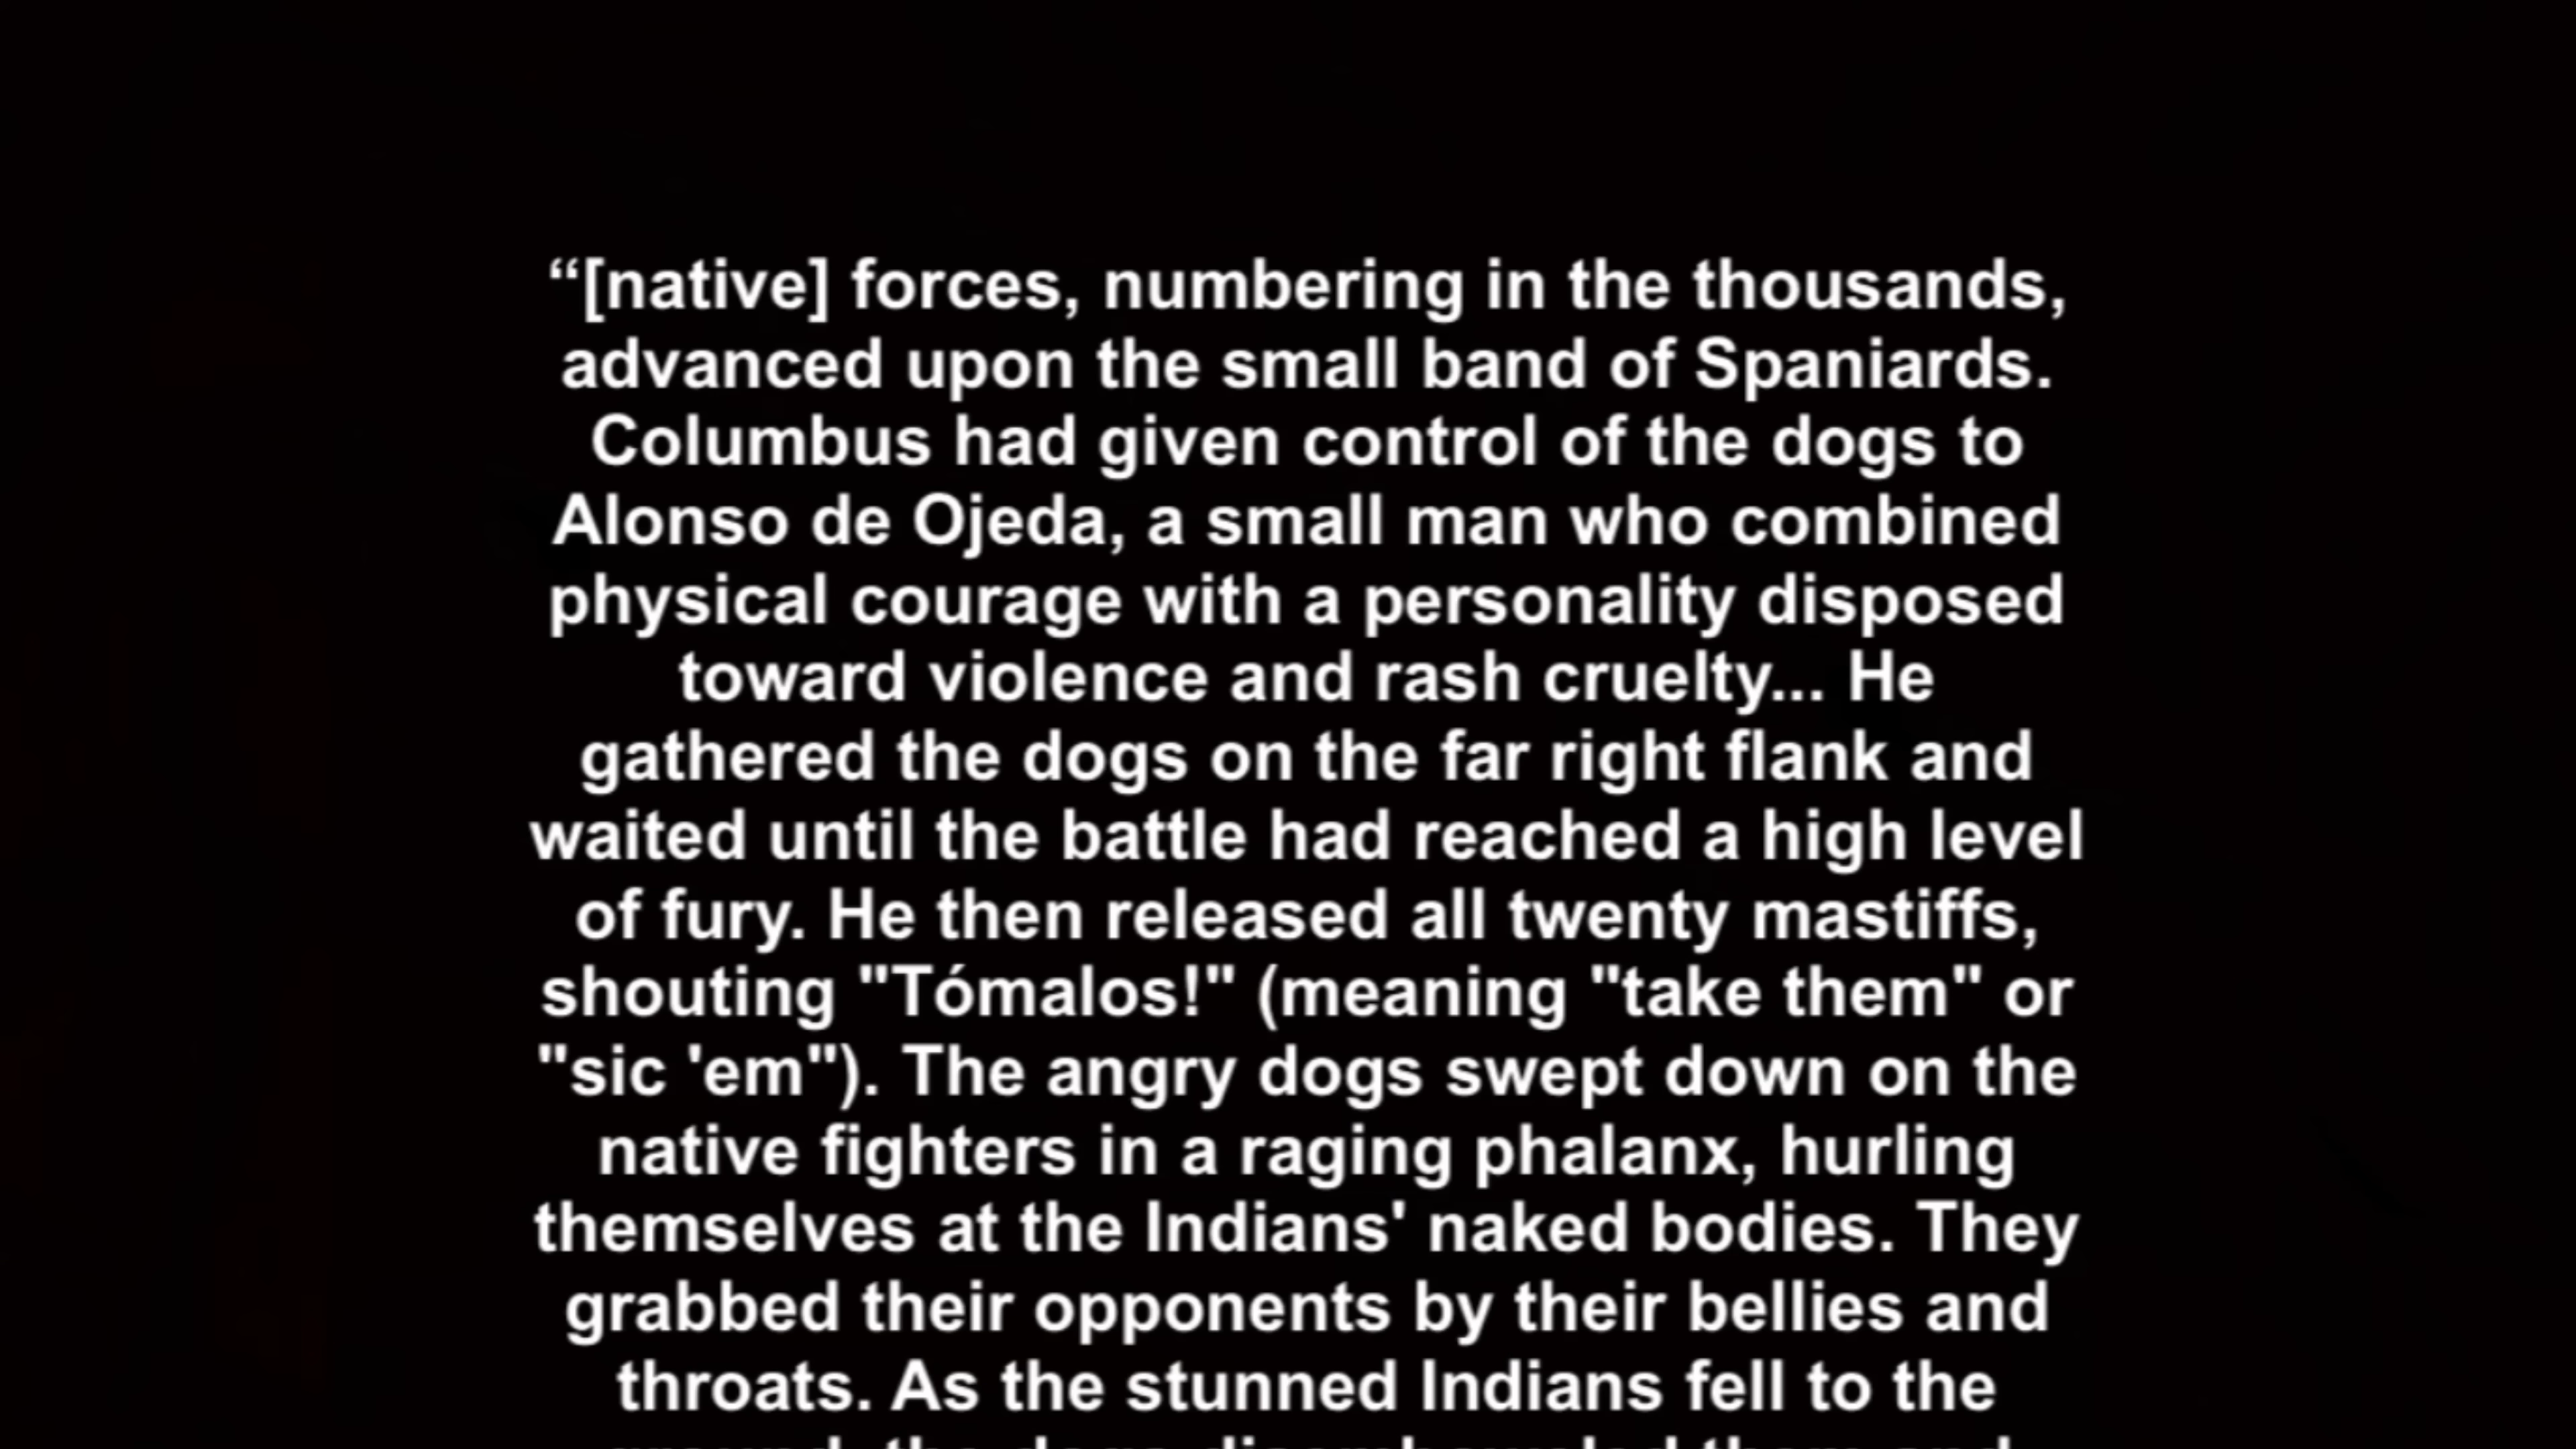 “[native] forces, numbering in the thousands,
advanced upon the small band of Spaniards.
Columbus had given control of the dogs to
Alonso de Ojeda, a small man who combined
physical courage with a personality disposed
toward violence and rash cruelty... He
gathered the dogs on the far right flank and
waited until the battle had reached a high level
of fury. He then released all twenty mastiffs,
shouting "Tómalos!" (meaning "take them" or
"sic 'em"). The angry dogs swept down on the
native fighters in a raging phalanx, hurling
themselves at the Indians' naked bodies. They
grabbed their opponents by their bellies and
throats. As the stunned Indians fell to the